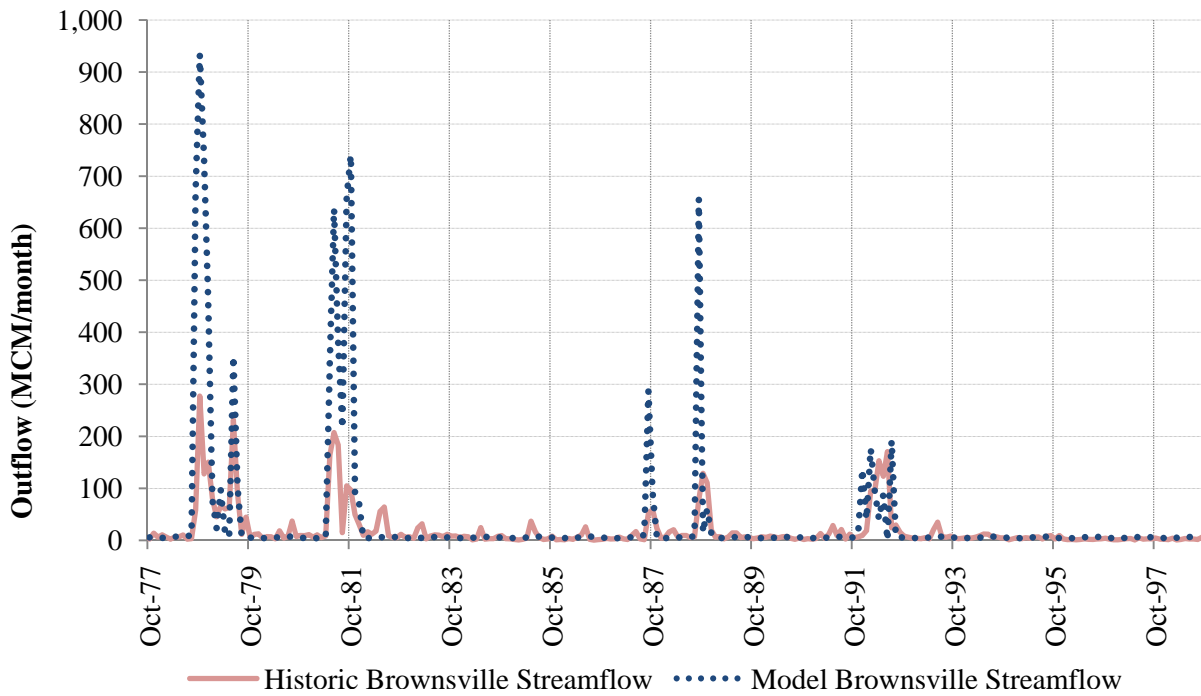 1,000
900
800
700
600
500
400
300
200
100
0
Outflow (MCM/month)
Oct-77
Oct-79
Oct-81
Oct-83
Oct-85
Oct-87
Oct-89
Oct-91
Oct-93
Oct-95
Oct-97
Historic Brownsville Streamflow
Model Brownsville Streamflow